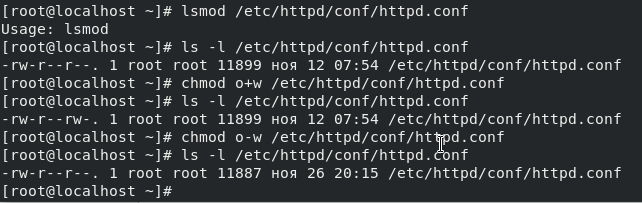 [root@localhost ~]# lsmod /etc/httpd/conf/httpd.conf
Usage: lsmod
[root@localhost ~]# ls -l /etc/httpd/conf/httpd.conf
-rw-r--r--. 1 root root 11899 ноя 12 07:54 /etc/httpd/conf/httpd.conf
[root@localhost ~]# chmod o+w /etc/httpd/conf/httpd.conf
[root@localhost ~]# ls -l /etc/httpd/conf/httpd.conf
-rw-r--rw-. 1 root root 11899 ноя 12 07:54 /etc/httpd/conf/httpd.conf
[root@localhost ~]# chmod o-w /etc/httpd/conf/httpd.conf
[root@localhost ~]# ls -l /etc/httpd/conf/httpd.conf
-rw-r--r--. 1 root root 11887 ноя 26 20:15 /etc/httpd/conf/httpd.conf
[root@localhost ~]#